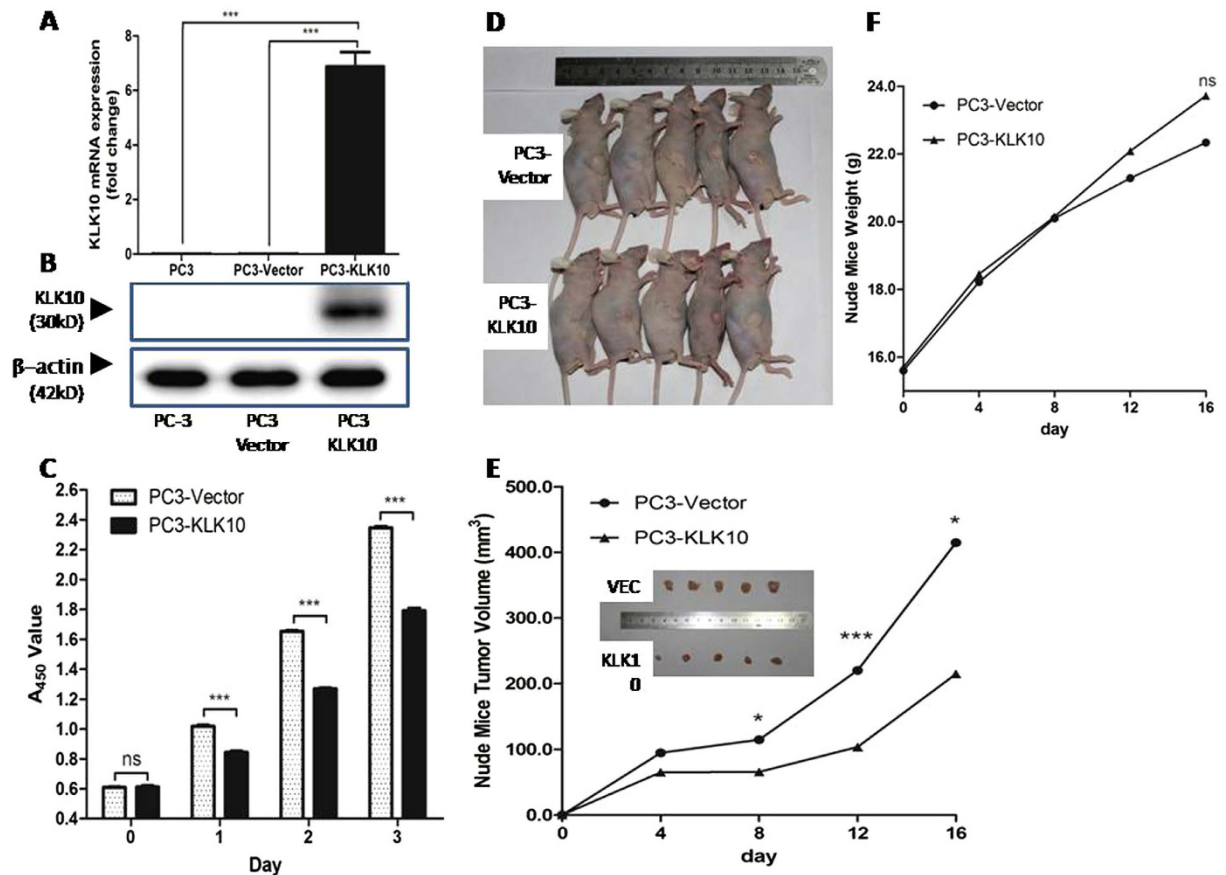 A
KLK10 mRNA expression
(fold change)
8
6
4
2
0
***
***
PC3
PC3-Vector
PC3-KLK10
B
KLK10
(30kD)
β-actin
(42kD)
PC-3
PC3
Vector
PC3
KLK10
C
PC3-Vector
PC3-KLK10
A450 Value
2.6
2.4
2.2
2.0
1.8
1.6
1.4
1.2
1.0
0.8
0.6
0.4
ns
***
***
***
0
1
2
3
Day
D
PC3-
Vector
PC3-
KLK10
F
PC3-Vector
PC3-KLK10
ns
Nude Mice Weight (g)
24.0
22.0
20.0
18.0
16.0
0
4
8
12
16
day
E
PC3-Vector
PC3-KLK10
Nude Mice Tumor Volume (mm³)
500.0
400.0
300.0
200.0
100.0
0.0
VEC
KLK1
0
*
***
*
0
4
8
12
16
day